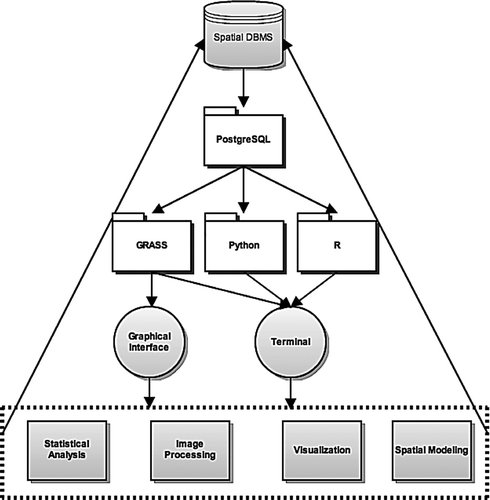 Spatial DBMS
PostgreSQL
GRASS
Python
R
Graphical
Interface
Terminal
Statistical
Analysis
Image
Processing
Visualization
Spatial Modeling